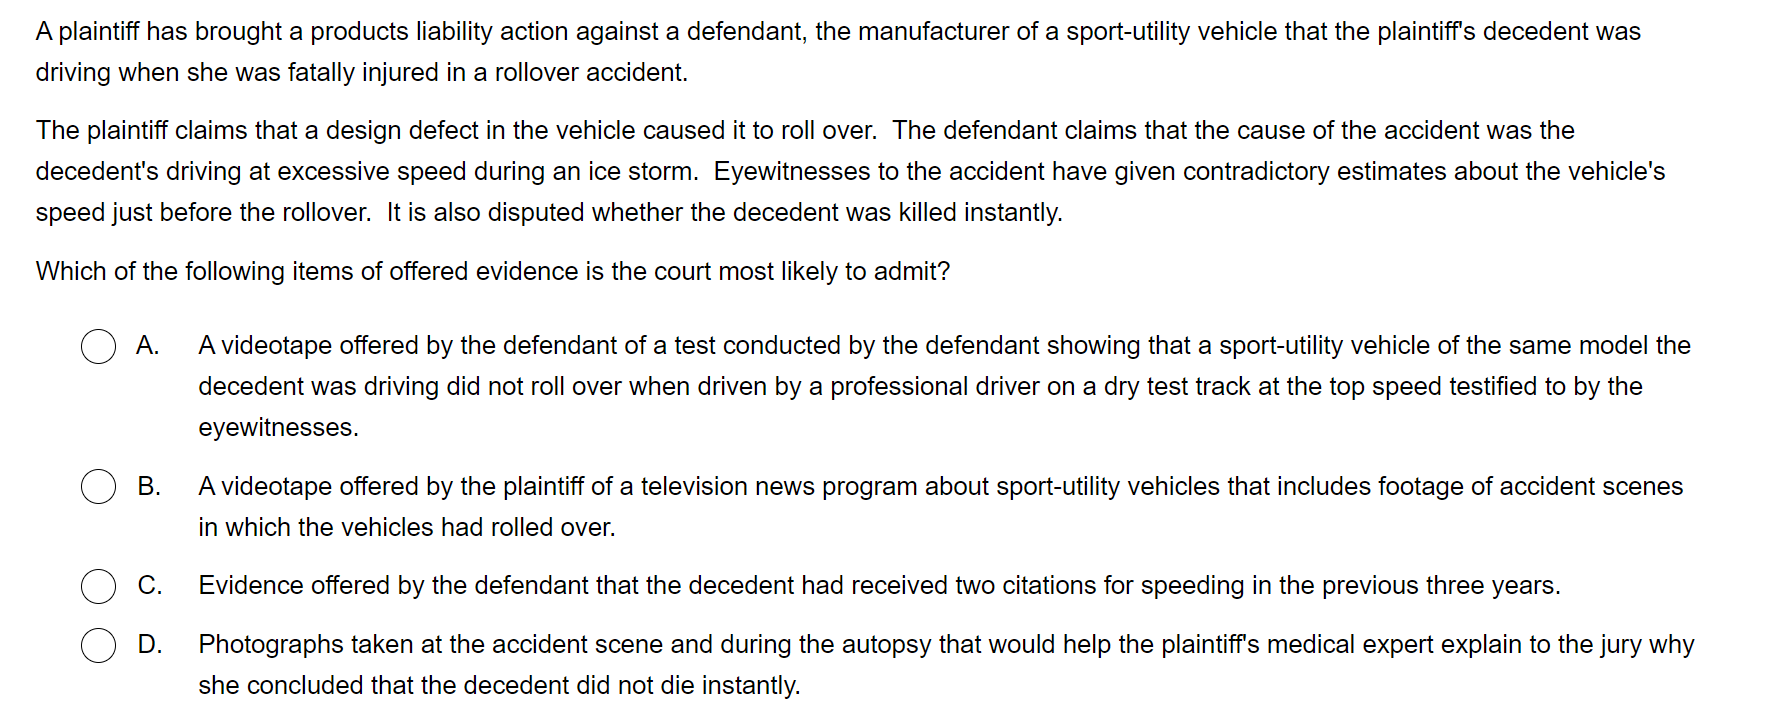 A plaintiff has brought a products liability action against a defendant, the manufacturer of a sport-utility vehicle that the plaintiff's decedent was
driving when she was fatally injured in a rollover accident.
The plaintiff claims that a design defect in the vehicle caused it to roll over.  The defendant claims that the cause of the accident was the
decedent's driving at excessive speed during an ice storm.  Eyewitnesses to the accident have given contradictory estimates about the vehicle's
speed just before the rollover.  It is also disputed whether the decedent was killed instantly.
Which of the following items of offered evidence is the court most likely to admit?
A. A videotape offered by the defendant of a test conducted by the defendant showing that a sport-utility vehicle of the same model the
decedent was driving did not roll over when driven by a professional driver on a dry test track at the top speed testified to by the
eyewitnesses.
B. A videotape offered by the plaintiff of a television news program about sport-utility vehicles that includes footage of accident scenes
in which the vehicles had rolled over.
C. Evidence offered by the defendant that the decedent had received two citations for speeding in the previous three years.
D. Photographs taken at the accident scene and during the autopsy that would help the plaintiff's medical expert explain to the jury why
she concluded that the decedent did not die instantly.